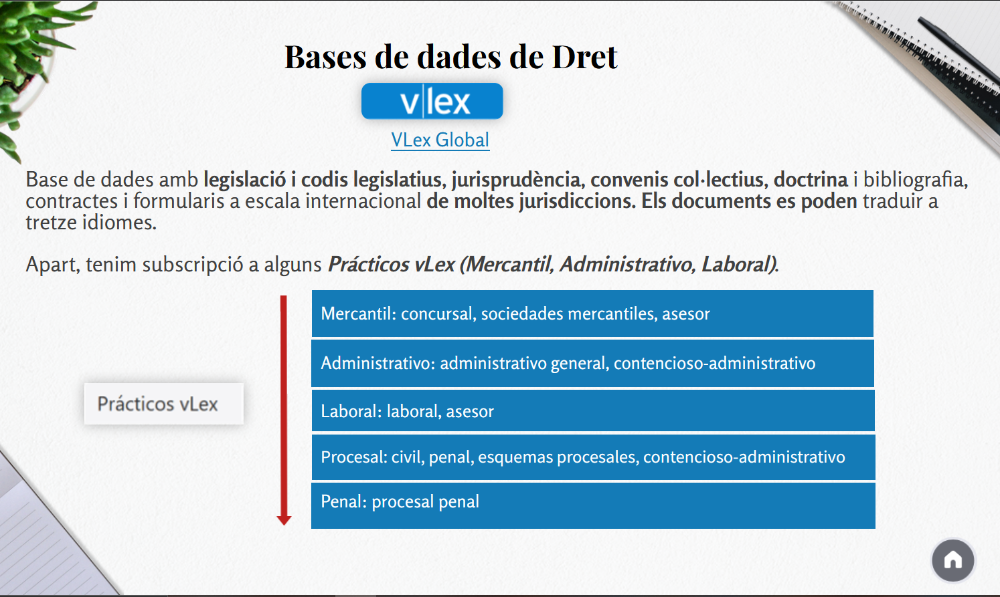 Bases de dades de Dret
v|lex
VLex Global
Base de dades amb legislació i codis legislatius, jurisprudència, convenis col·lectius, doctrina i bibliografia,
contractes i formularis a escala internacional de moltes jurisdiccions. Els documents es poden traduir a
tretze idiomes.
Apart, tenim subscripció a alguns Prácticos vLex (Mercantil, Administrativo, Laboral).
Prácticos vLex
Mercantil: concursal, sociedades mercantiles, asesor
Administrativo: administrativo general, contencioso-administrativo
Laboral: laboral, asesor
Procesal: civil, penal, esquemas procesales, contencioso-administrativo
Penal: procesal penal